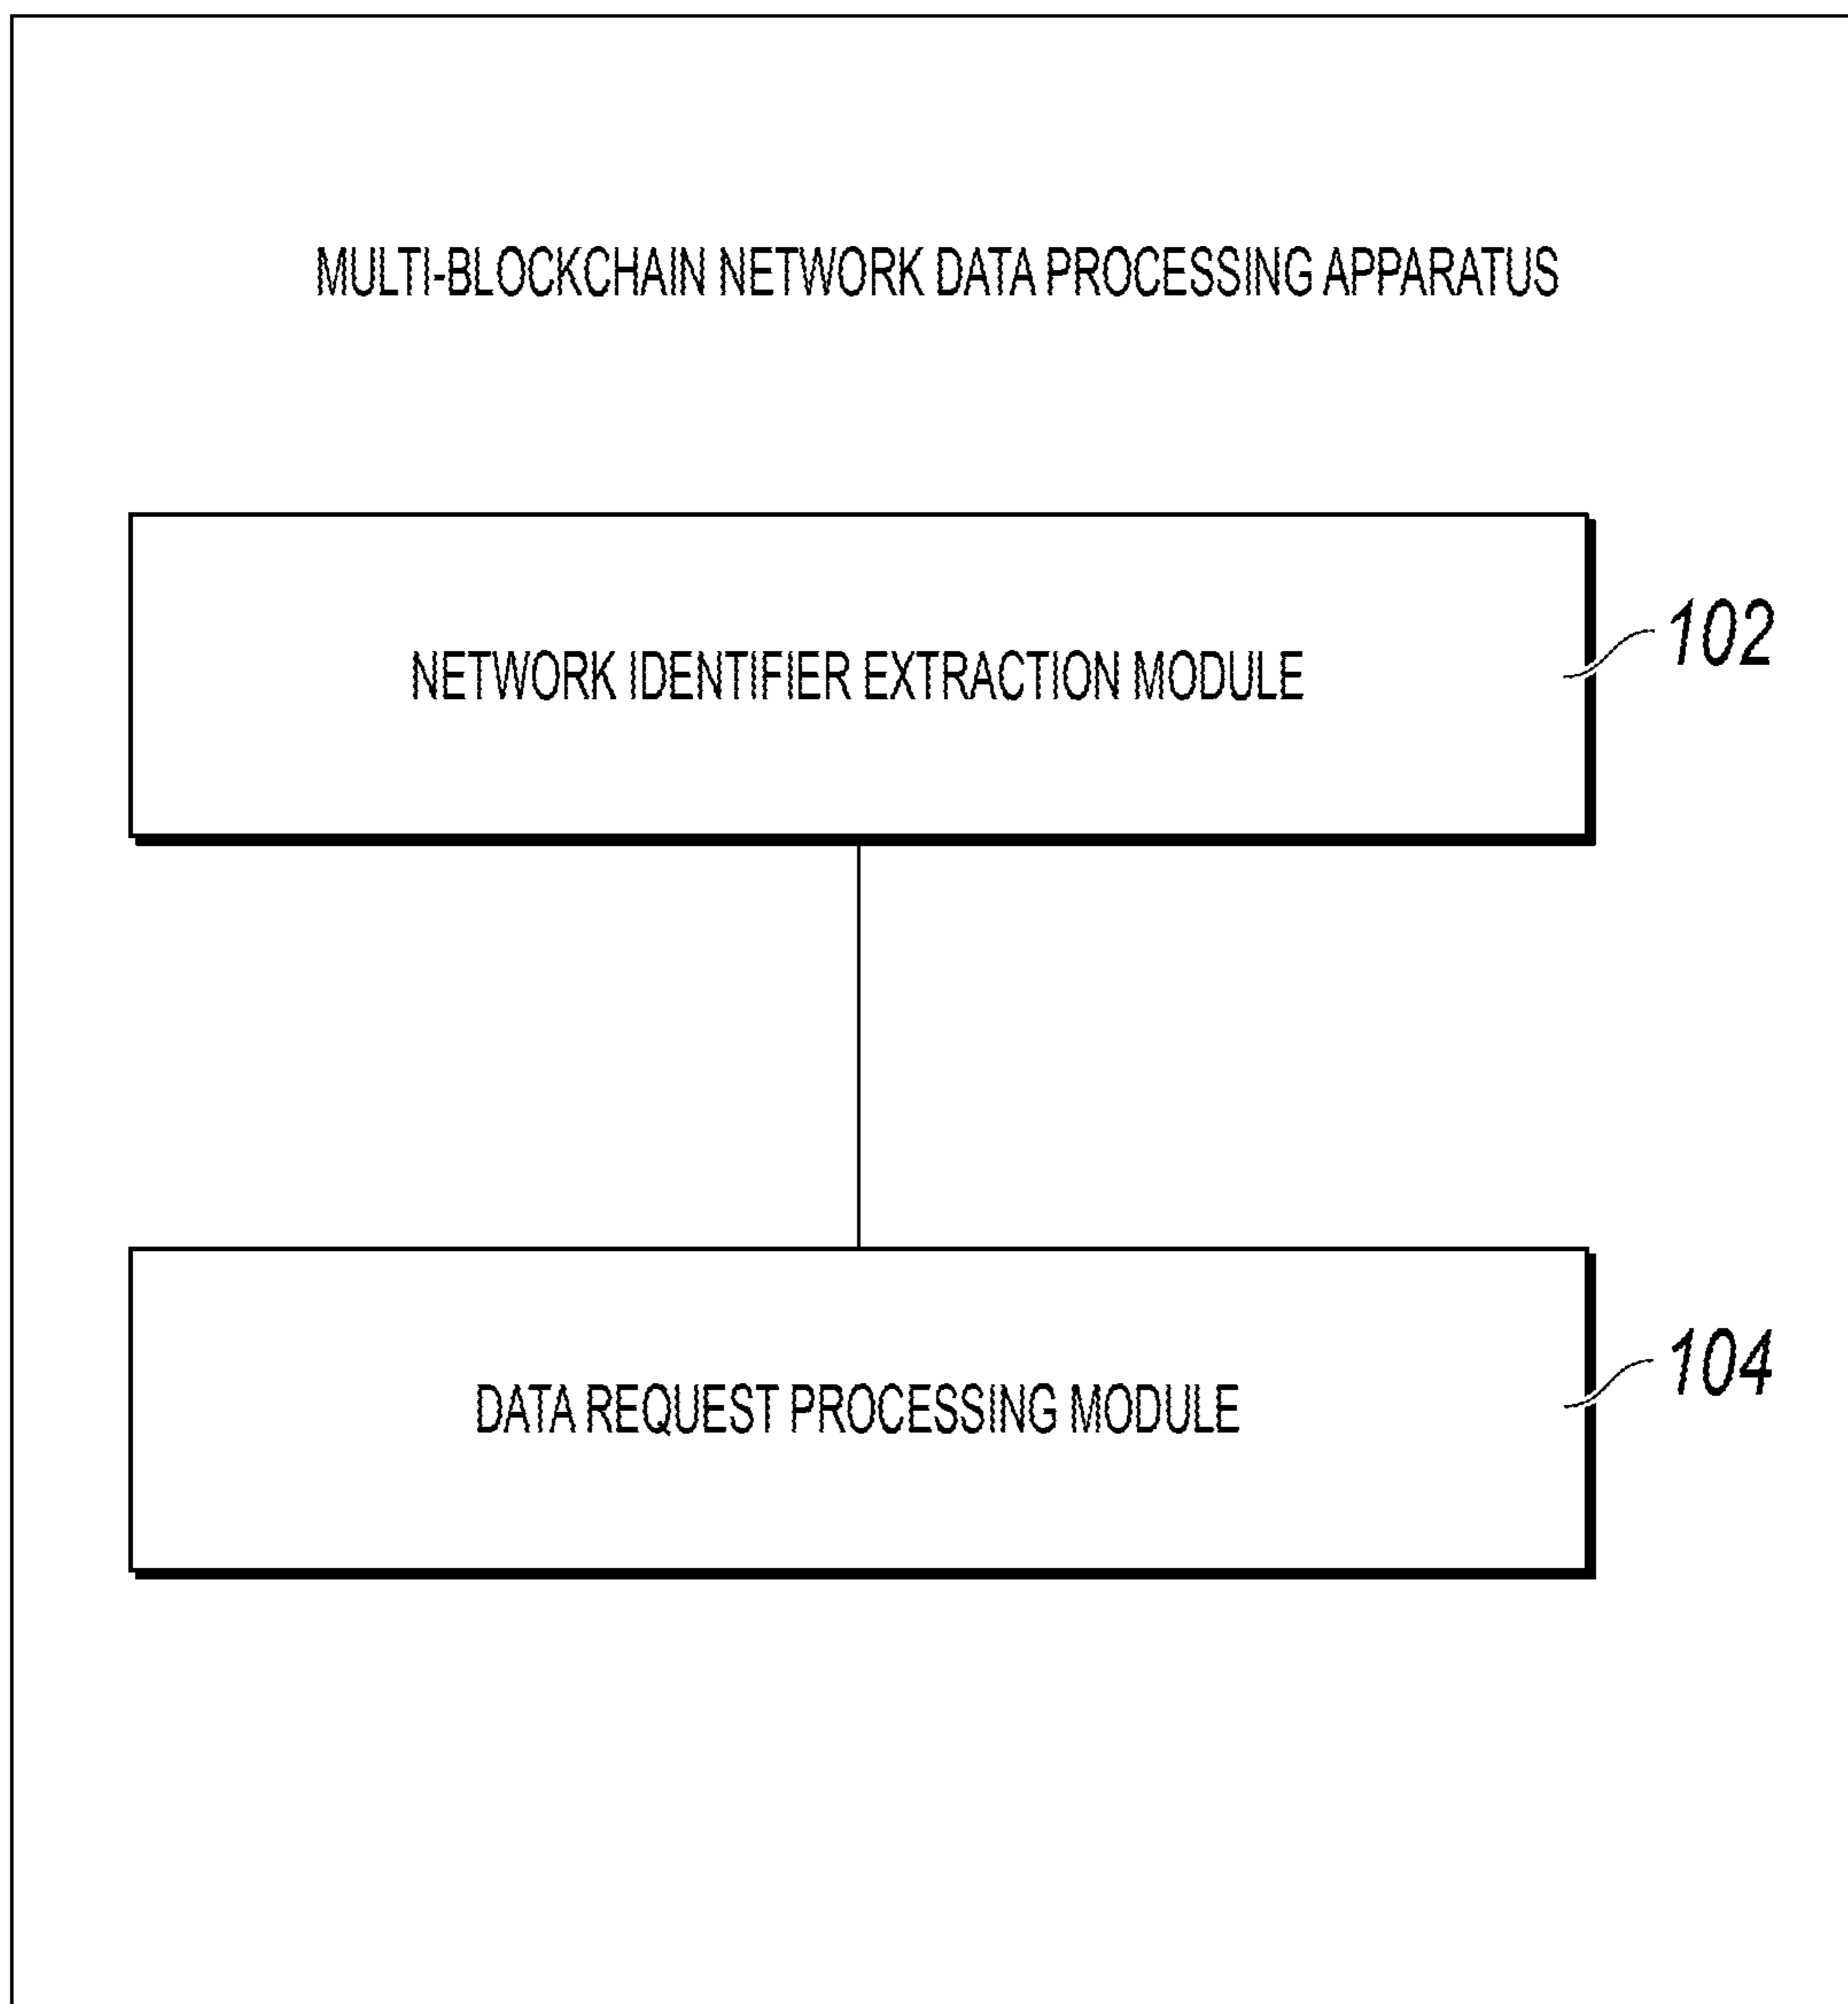 MULTI-BLOCKCHAIN NETWORK DATA PROCESSING APPARATUS
NETWORK IDENTIFIER EXTRACTION MODULE
102
DATA REQUEST PROCESSING MODULE
104